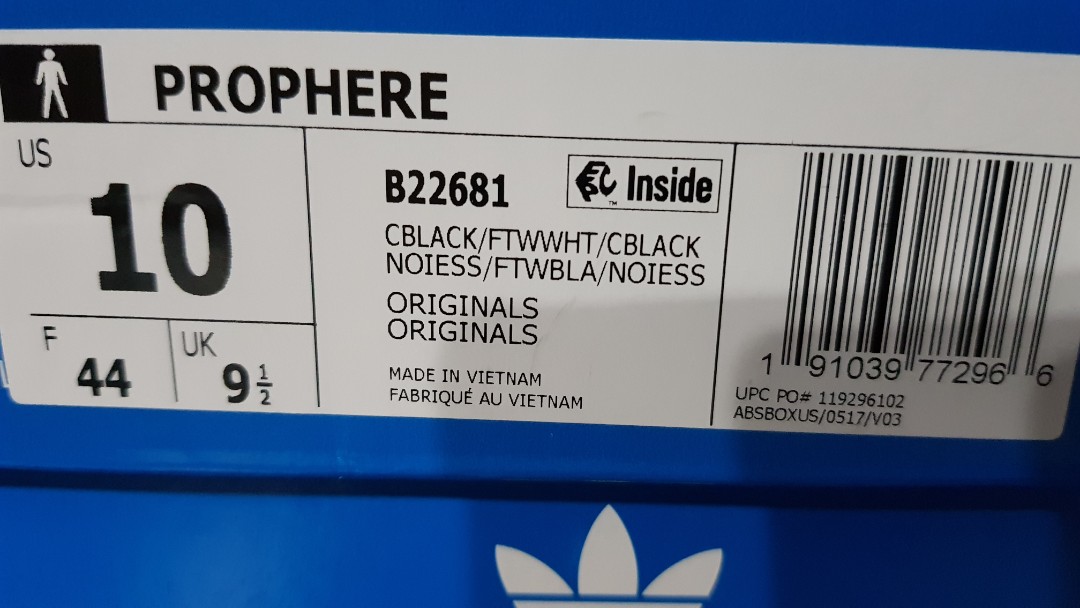 PROPHERE
US
10
F
44
UK
9 1/2
B22681
Inside
™
CBLACK/FTWWHT/CBLACK
NOIESS/FTWBLA/NOIESS
ORIGINALS
ORIGINALS
MADE IN VIETNAM
FABRIQUÉ AU VIETNAM
1 91039 77296 6
UPC PO# 119296102
ABSBOXUS/0517/V03